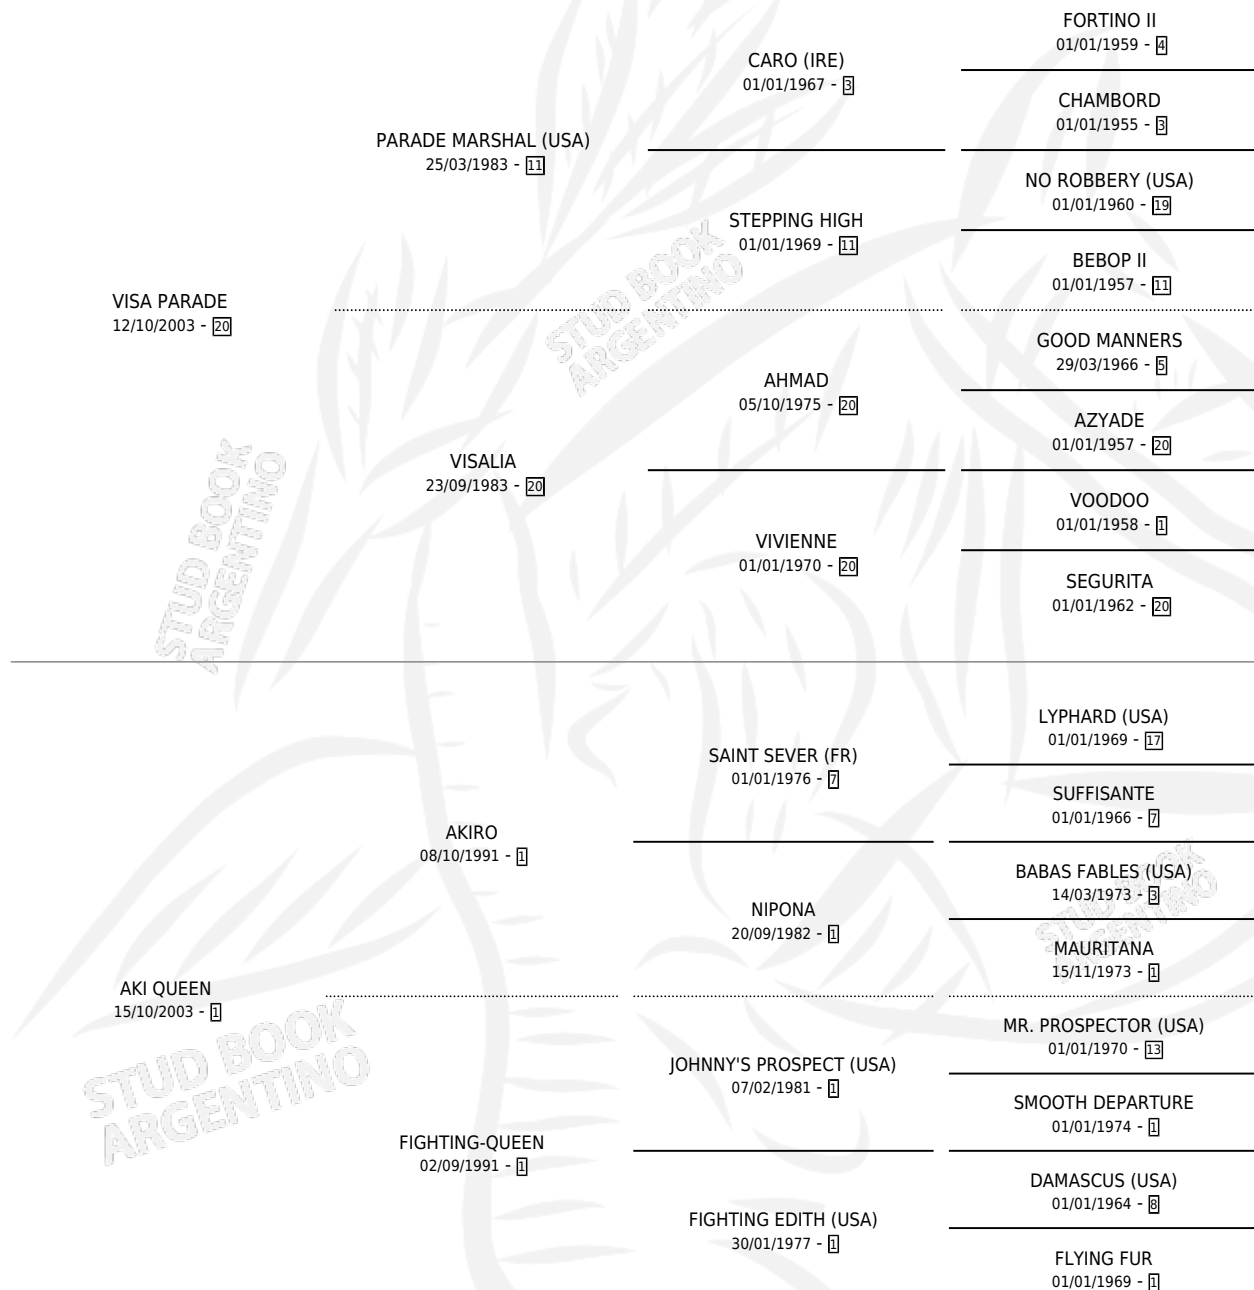 FORTINO II
01/01/1959 - 4
CARO (IRE)
01/01/1967 - 3
CHAMBORD
01/01/1955 - 3
PARADE MARSHAL (USA)
25/03/1983 - 11
NO ROBBERY (USA)
01/01/1960 - 19
STEPPING HIGH
01/01/1969 - 11
BEBOP II
01/01/1957 - 11
VISA PARADE
12/10/2003 - 20
GOOD MANNERS
29/03/1966 - 5
AHMAD
05/10/1975 - 20
AZYADE
01/01/1957 - 20
VISALIA
23/09/1983 - 20
VOODOO
01/01/1958 - 1
VIVIENNE
01/01/1970 - 20
SEGURITA
01/01/1962 - 20
STUD BOOK
ARGENTINO
STUD BOOK
ARGENTINO
LYPHARD (USA)
01/01/1969 - 17
SAINT SEVER (FR)
01/01/1976 - 7
SUFFISANTE
01/01/1966 - 7
AKIRO
08/10/1991 - 1
BABAS FABLES (USA)
14/03/1973 - 3
NIPONA
20/09/1982 - 1
MAURITANA
15/11/1973 - 1
AKI QUEEN
15/10/2003 - 1
MR. PROSPECTOR (USA)
01/01/1970 - 13
JOHNNY'S PROSPECT (USA)
07/02/1981 - 1
SMOOTH DEPARTURE
01/01/1974 - 1
FIGHTING-QUEEN
02/09/1991 - 1
DAMASCUS (USA)
01/01/1964 - 8
FIGHTING EDITH (USA)
30/01/1977 - 1
FLYING FUR
01/01/1969 - 1
STUD BOOK
ARGENTINO
STUD BOOK
ARGENTINO